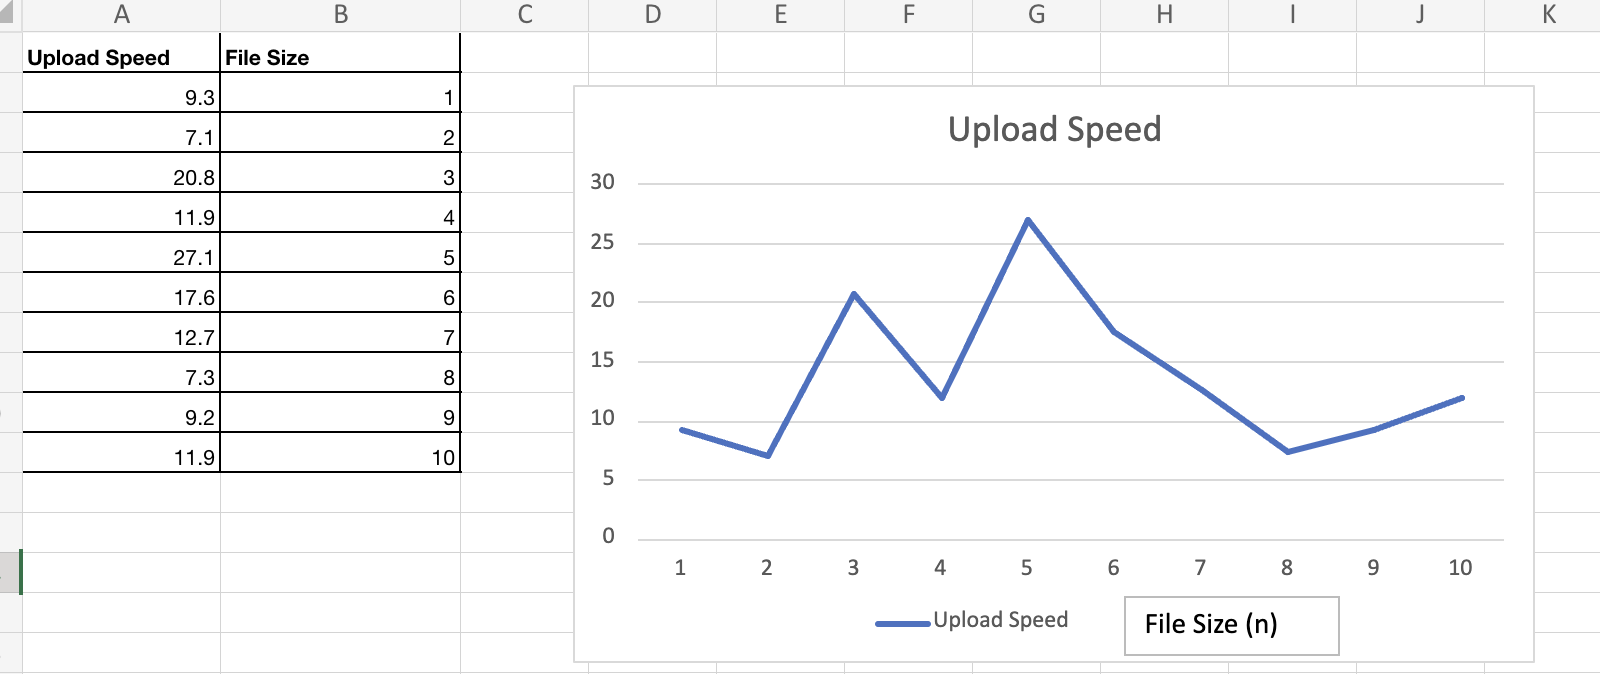 A B C D E F G H I J K
Upload Speed File Size
9.3 1
7.1 2
20.8 3
11.9 4
27.1 5
17.6 6
12.7 7
7.3 8
9.2 9
11.9 10
Upload Speed
30
25
20
15
10
5
0
1 2 3 4 5 6 7 8 9 10
Upload Speed
File Size (n)